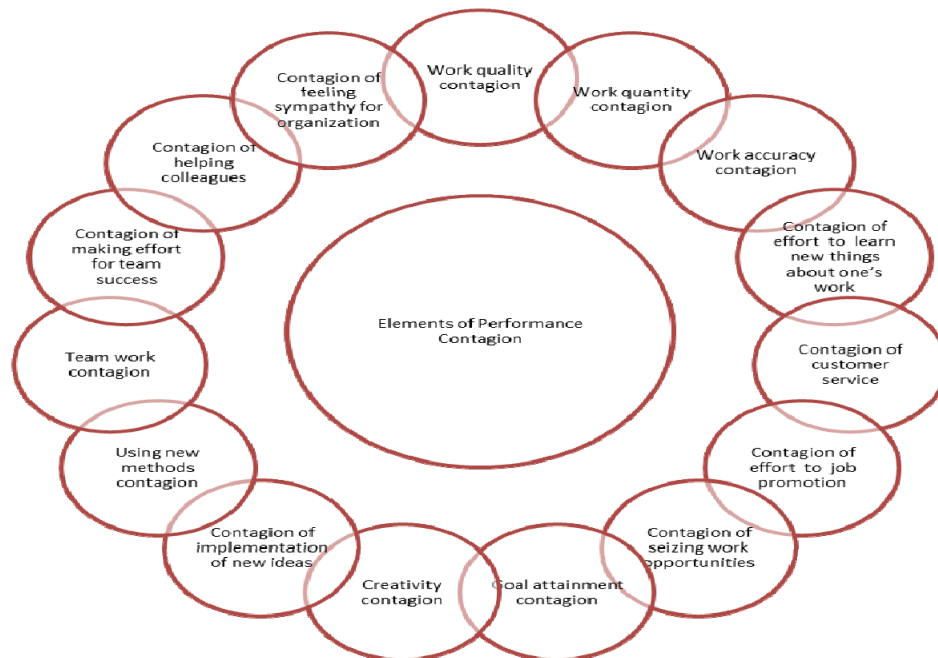 Work quality
contagion
Work quantity
contagion
Work accuracy
contagion
Contagion of
effort to learn
new things
about one's
work
Contagion of
customer
service
Contagion of
effort to job
promotion
Contagion of
seizing work
opportunities
Goal attainment
contagion
Creativity
contagion
Contagion of
implementation
of new ideas
Using new
methods
contagion
Team work
contagion
Contagion of
making effort
for team
success
Contagion of
helping
colleagues
Contagion of
feeling
sympathy for
organization
Elements of Performance
Contagion